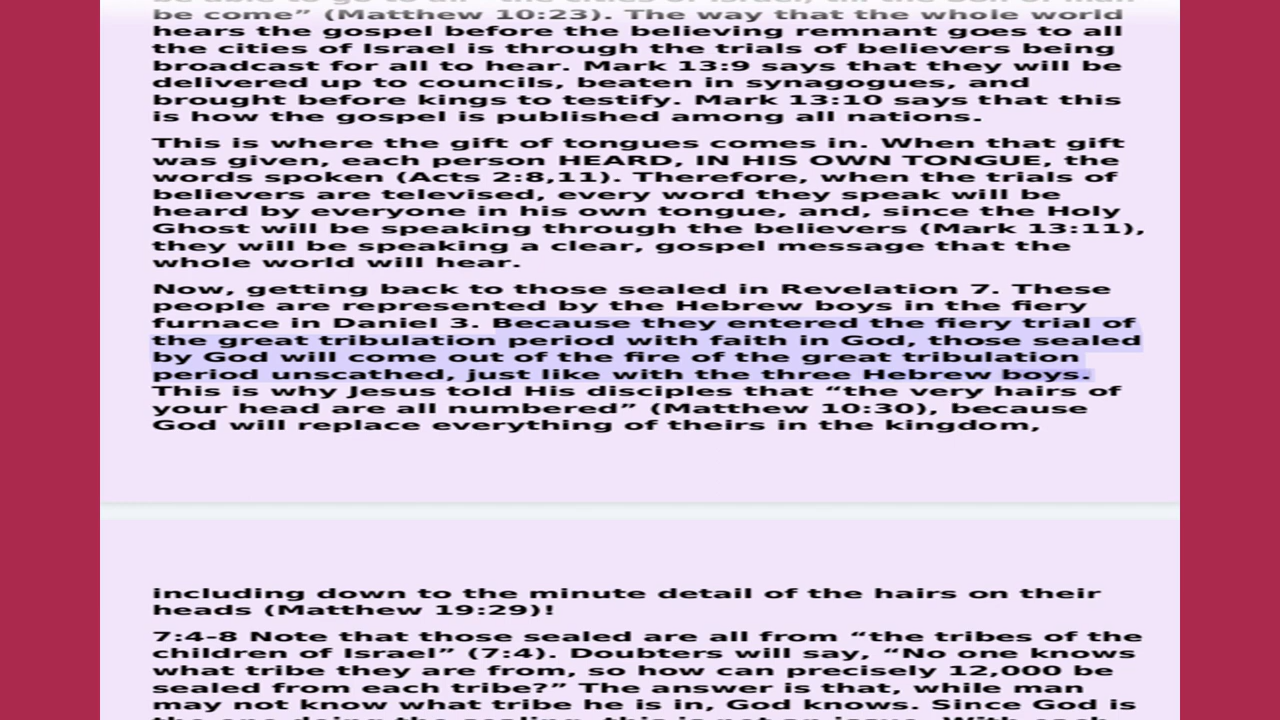 be come” (Matthew 10:23). The way that the whole world
hears the gospel before the believing remnant goes to all
the cities of Israel is through the trials of believers being
broadcast for all to hear. Mark 13:9 says that they will be
delivered up to councils, beaten in synagogues, and
brought before kings to testify. Mark 13:10 says that this
is how the gospel is published among all nations.
This is where the gift of tongues comes in. When that gift
was given, each person HEARD, IN HIS OWN TONGUE, the
words spoken (Acts 2:8,11). Therefore, when the trials of
believers are televised, every word they speak will be
heard by everyone in his own tongue, and, since the Holy
Ghost will be speaking through the believers (Mark 13:11),
they will be speaking a clear, gospel message that the
whole world will hear.
Now, getting back to those sealed in Revelation 7. These
people are represented by the Hebrew boys in the fiery
furnace in Daniel 3. Because they entered the fiery trial of
the great tribulation period with faith in God, those sealed
by God will come out of the fire of the great tribulation
period unscathed, just like with the three Hebrew boys.
This is why Jesus told His disciples that “the very hairs of
your head are all numbered” (Matthew 10:30), because
God will replace everything of theirs in the kingdom,
including down to the minute detail of the hairs on their
heads (Matthew 19:29)!
7:4-8 Note that those sealed are all from “the tribes of the
children of Israel” (7:4). Doubters will say, “No one knows
what tribe they are from, so how can precisely 12,000 be
sealed from each tribe?” The answer is that, while man
may not know what tribe he is in, God knows. Since God is